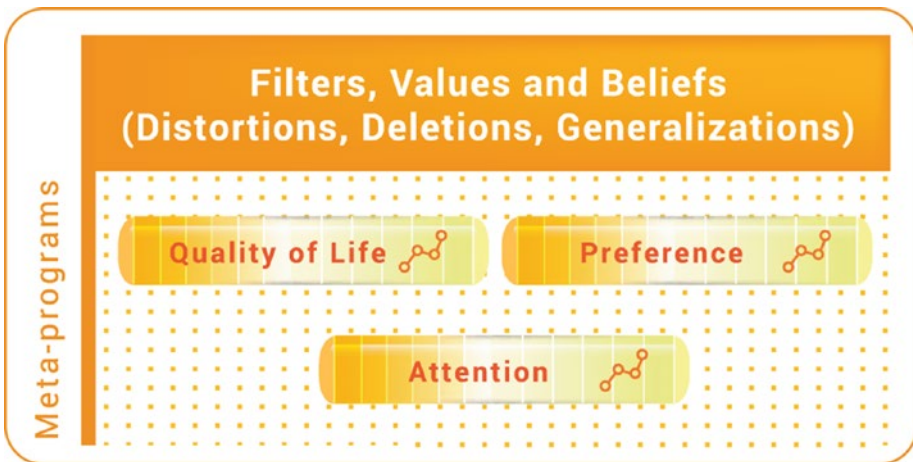 Filters, Values and Beliefs
(Distortions, Deletions, Generalizations)
Meta-programs
Quality of Life
Preference
Attention